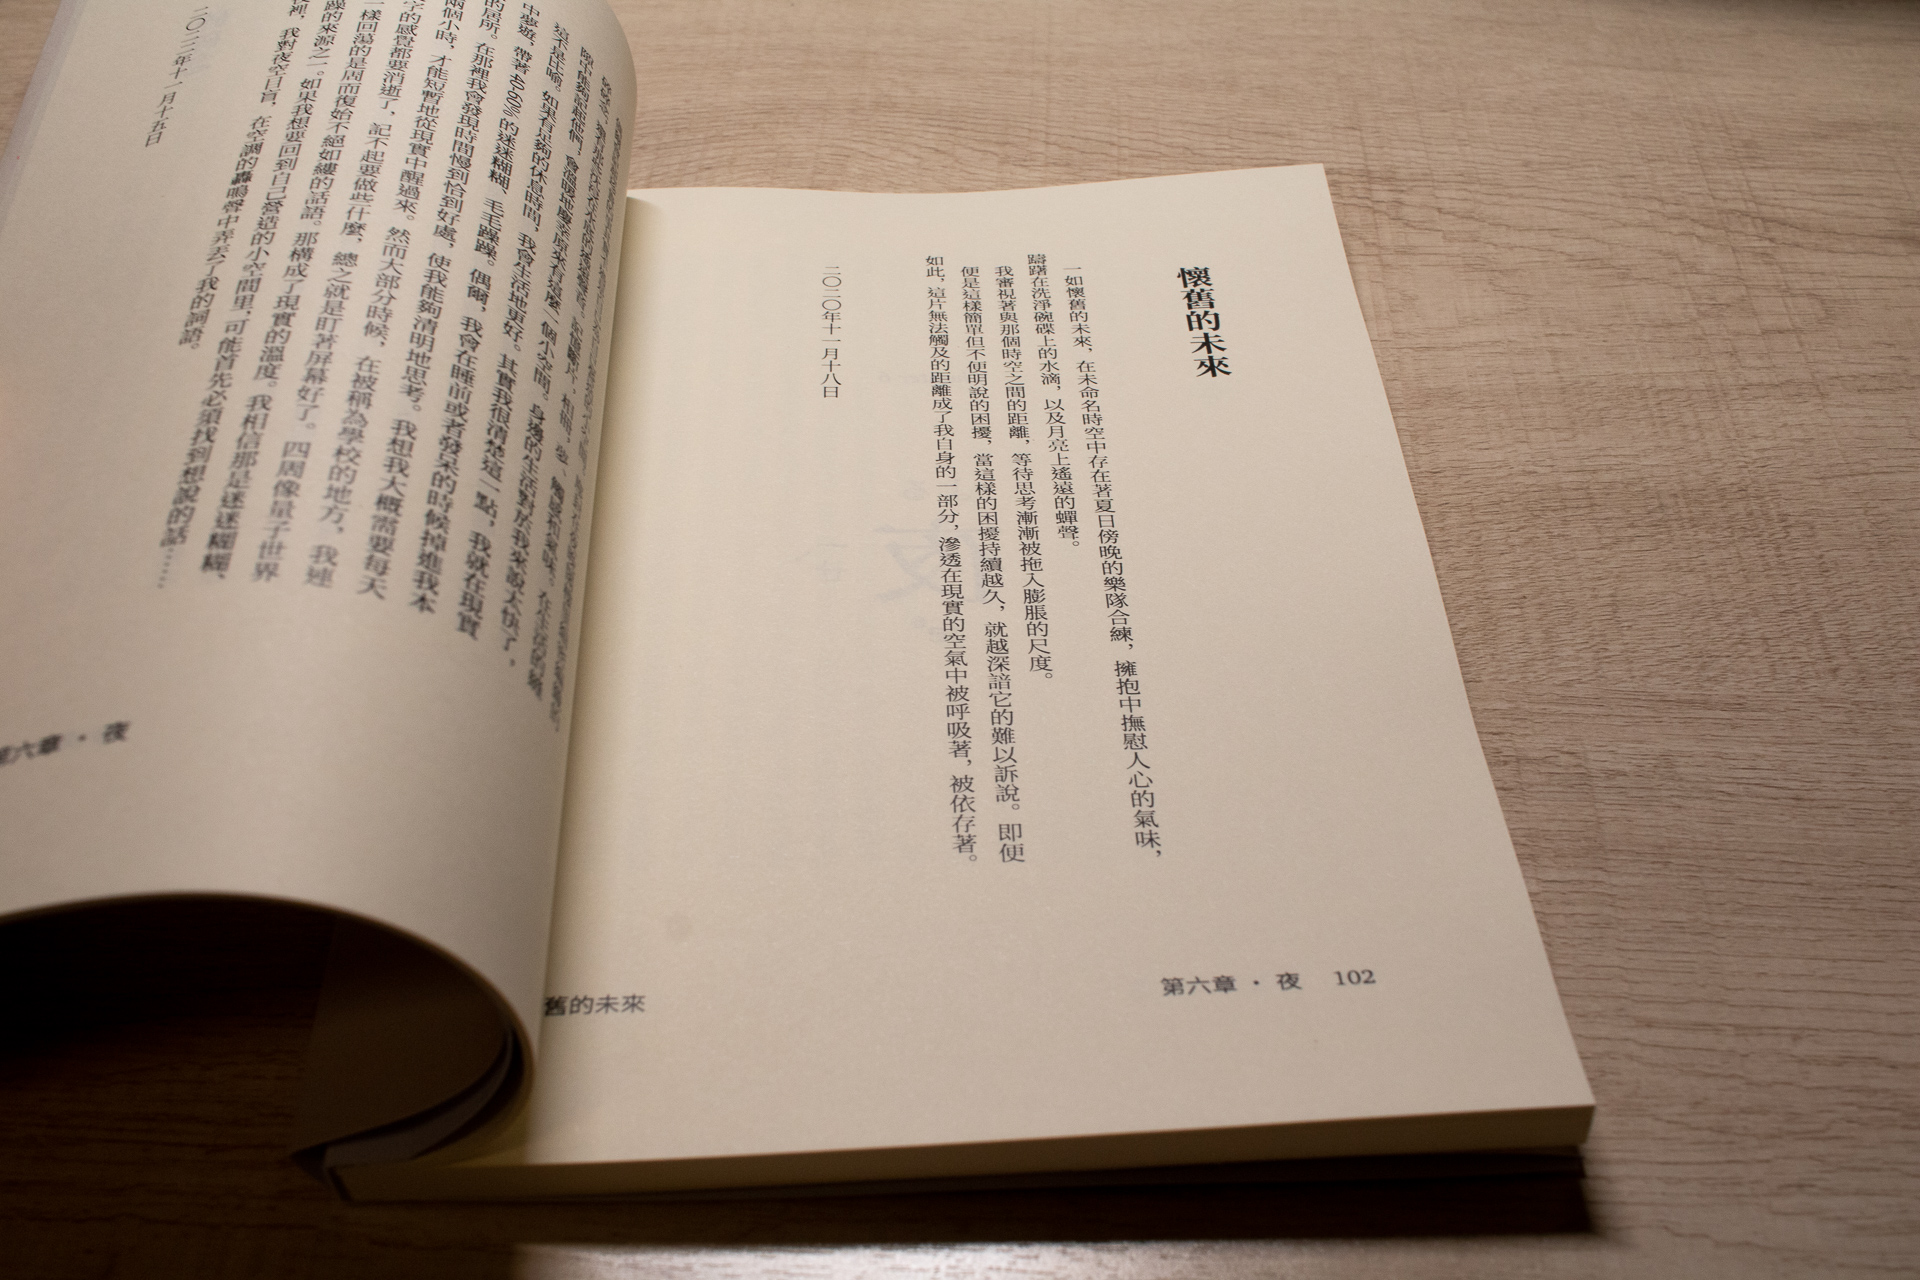 懷舊的未來
一如懷舊的未來，在未命名時空中存在著夏日傍晚的樂隊合練，擁抱中撫慰人心的氣味，
躊躇在洗淨碗碟上的水滴，以及月亮上遙遠的蟬聲。
我審視著與那個時空之間的距離，等待思考漸漸被拖入膨脹的尺度。
便是這樣簡單但不便明說的困擾，當這樣的困擾持續越久，就越深諳它的難以訴說。即便
如此，這片無法觸及的距離成了我自身的一部分，滲透在現實的空氣中被呼吸著，被依存著。
二〇二〇年十一月十八日
第六章・夜 102
舊的未來
這不是比喻。如果有足夠的休息時間，我會生活地更好。其實我很清楚這一點，我就在現實
中夢遊，帶著40-60%的迷迷糊糊、毛毛躁躁。偶爾，我會在睡前或者發呆的時候掉進我本
的居所。在那裡我會發現時間慢到恰到好處，使我能夠清明地思考。我想我大概需要每天
兩個小時，才能短暫地從現實中醒過來。然而大部分時候，在被稱為學校的地方，我連
字的感覺都要消逝了，記不起要做些什麼，總之就是盯著屏幕好了。四周像量子世界
一樣回蕩的是周而復始不絕如縷的話語。那構成了現實的溫度。我相信那是迷迷糊糊、
躁的來源之一。如果我想要回到自己營造的小空間里，可能首先必須找到想說的話……
夜裡，我對夜空目盲，在空調的轟鳴聲中弄丟了我的詞語。
二〇二二年十一月十五日
第六章・夜